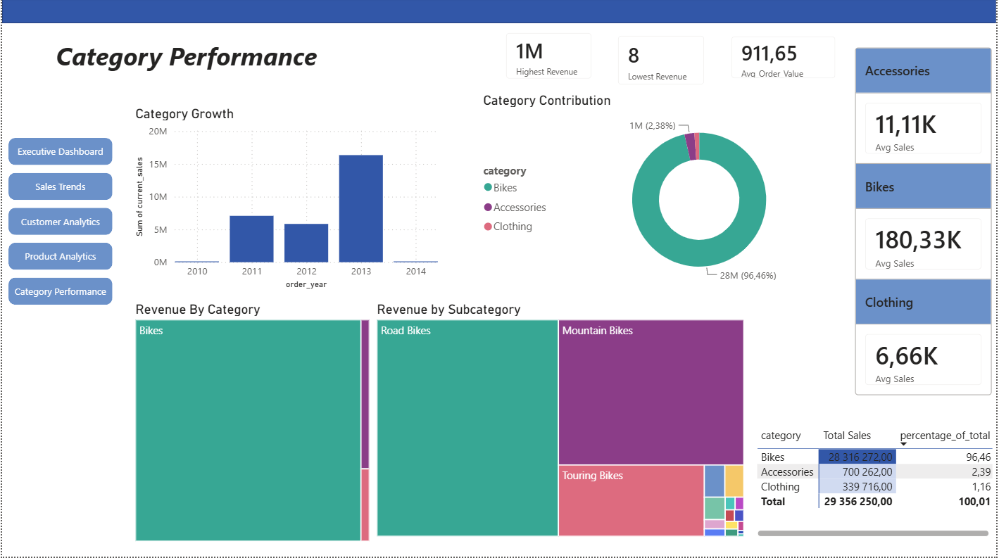 Category Performance
1M
Highest Revenue
8
Lowest Revenue
911,65
Avg Order Value
Executive Dashboard
Sales Trends
Customer Analytics
Product Analytics
Category Performance
Category Growth
20M
15M
10M
5M
0M
Sum of current_sales
2010 2011 2012 2013 2014
order_year
Category Contribution
category
Bikes
Accessories
Clothing
1M (2,38%)
28M (96,46%)
Accessories
11,11K
Avg Sales
Bikes
180,33K
Avg Sales
Clothing
6,66K
Avg Sales
Revenue By Category
Bikes
Revenue by Subcategory
Road Bikes
Mountain Bikes
Touring Bikes
category Total Sales percentage_of_total
Bikes 28 316 272,00 96,46
Accessories 700 262,00 2,39
Clothing 339 716,00 1,16
Total 29 356 250,00 100,01